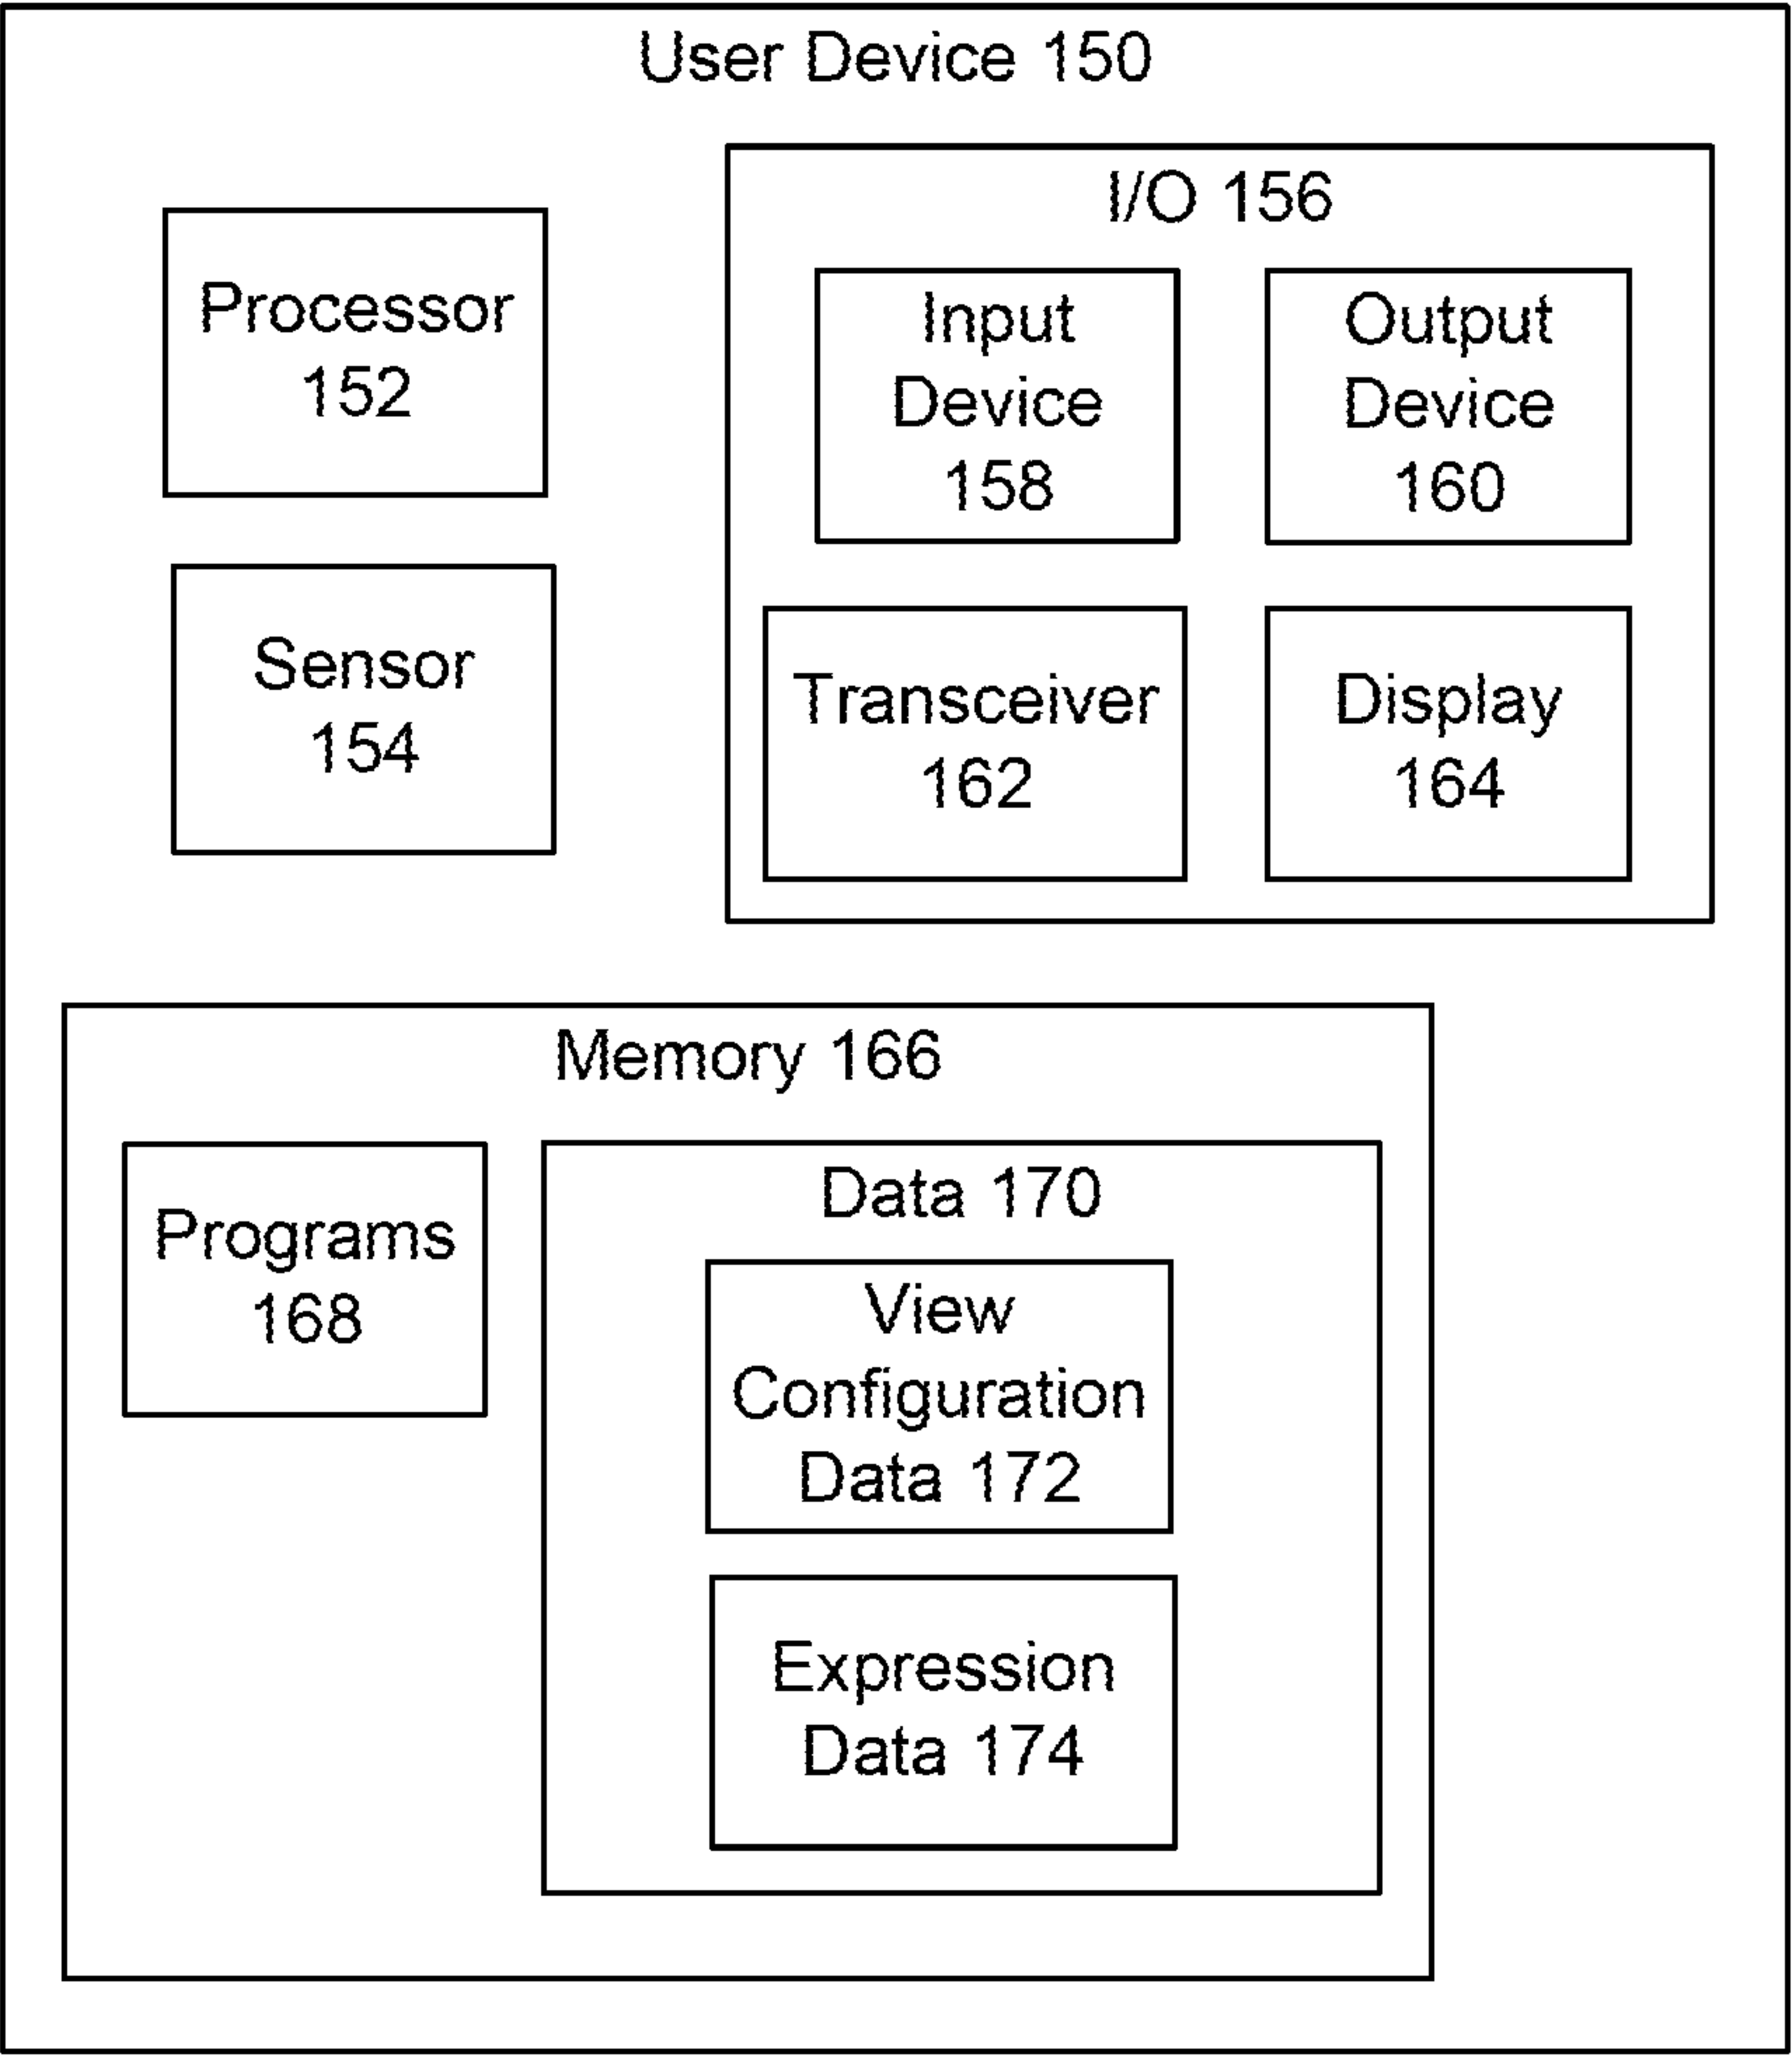 User Device 150
Processor
152
Sensor
154
I/O 156
Input
Device
158
Output
Device
160
Transceiver
162
Display
164
Memory 166
Programs
168
Data 170
View
Configuration
Data 172
Expression
Data 174